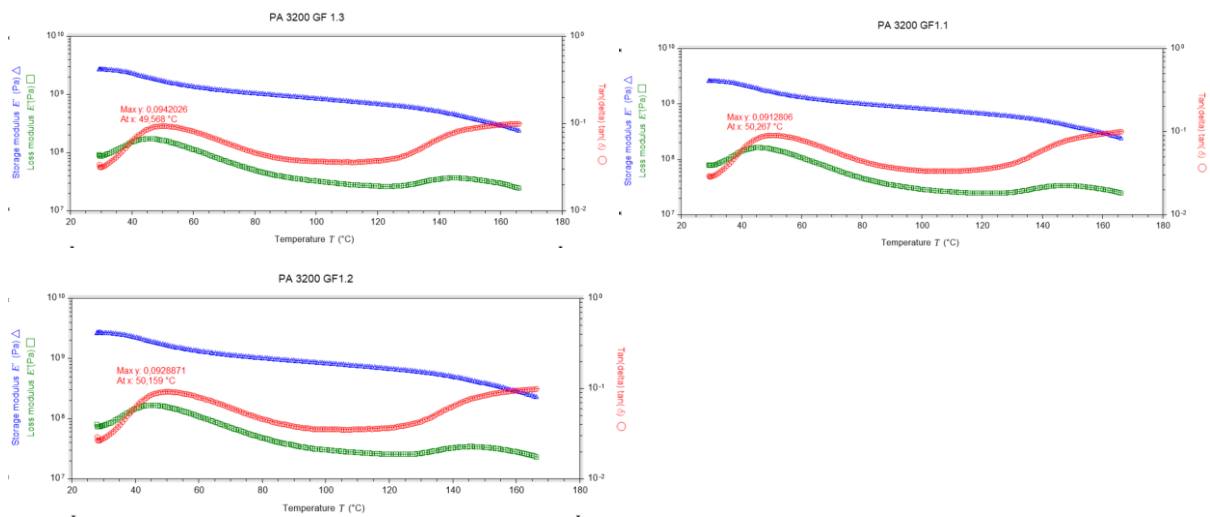 PA 3200 GF 1.3
Storage modulus E' (Pa) △
Loss modulus E''(Pa) □
10¹⁰
10⁹
10⁸
10⁷
Max y: 0,0942026
At x: 49,568 °C
10⁰
10⁻¹
10⁻²
Tan(delta) tan(δ) ○
20 40 60 80 100 120 140 160 180
Temperature T (°C)
PA 3200 GF1.1
Storage modulus E' (Pa) △
Loss modulus E''(Pa) □
10¹⁰
10⁹
10⁸
10⁷
Max y: 0,0912806
At x: 50,267 °C
10⁰
10⁻¹
10⁻²
Tan(delta) tan(δ) ○
20 40 60 80 100 120 140 160 180
Temperature T (°C)
PA 3200 GF1.2
Storage modulus E' (Pa) △
Loss modulus E''(Pa) □
10¹⁰
10⁹
10⁸
10⁷
Max y: 0,0928871
At x: 50,159 °C
10⁰
10⁻¹
10⁻²
Tan(delta) tan(δ) ○
20 40 60 80 100 120 140 160 180
Temperature T (°C)